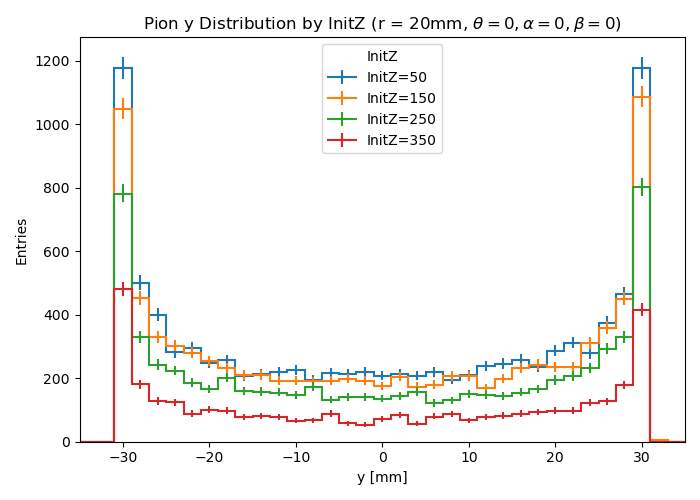 Pion y Distribution by InitZ (r = 20mm, θ = 0, α = 0, β = 0)
InitZ
InitZ=50
InitZ=150
InitZ=250
InitZ=350
Entries
1200
1000
800
600
400
200
0
−30 −20 −10 0 10 20 30
y [mm]